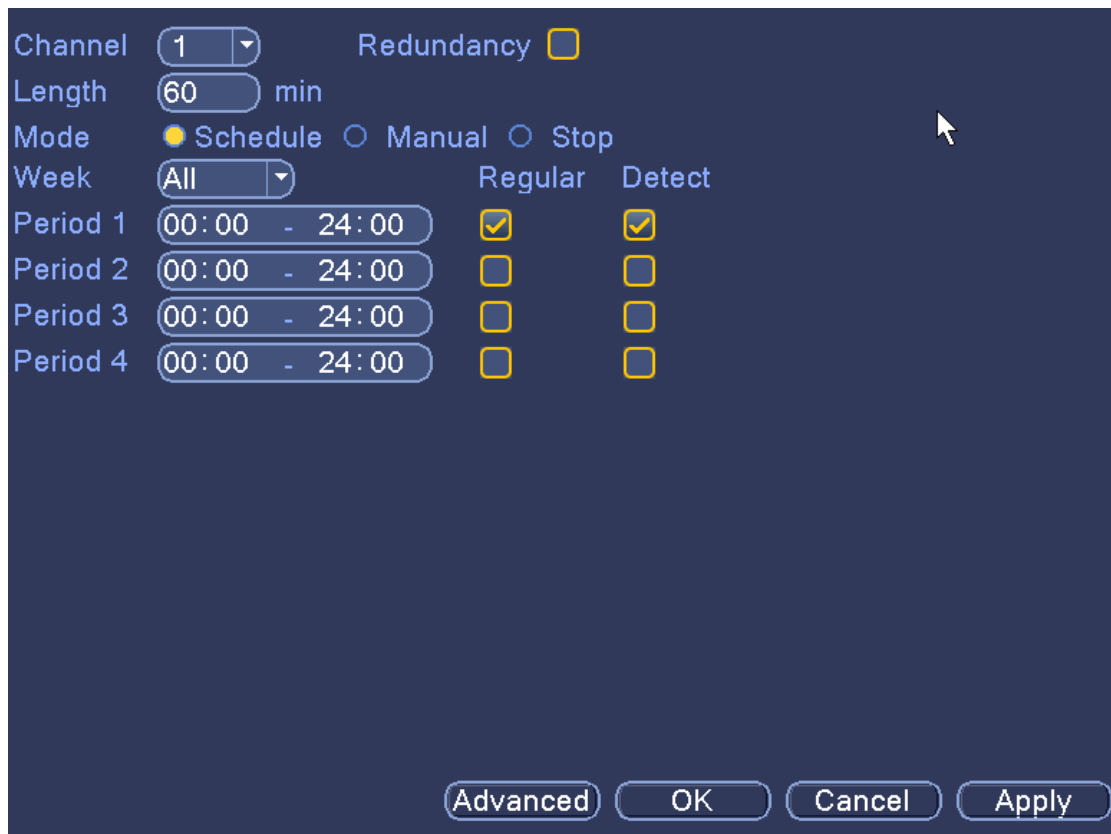 Channel 1 Redundancy
Length 60 min
Mode Schedule Manual Stop
Week All Regular Detect
Period 1 00:00 - 24:00
Period 2 00:00 - 24:00
Period 3 00:00 - 24:00
Period 4 00:00 - 24:00
Advanced OK Cancel Apply